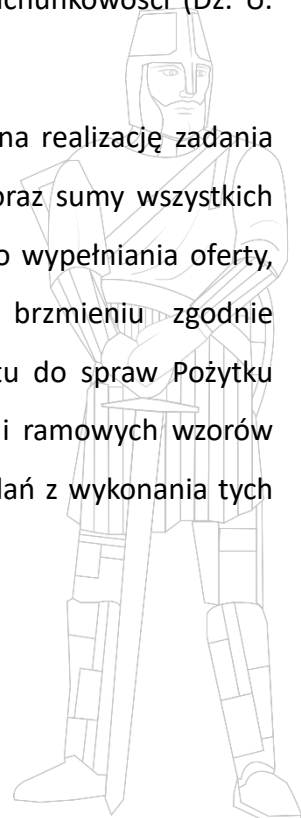 chunkowości (Dz. U.
na realizację zadania
oraz sumy wszystkich
o wypełniania oferty,
brzmieniu zgodnie
tu do spraw Pożytku
i ramowych wzorów
dań z wykonania tych